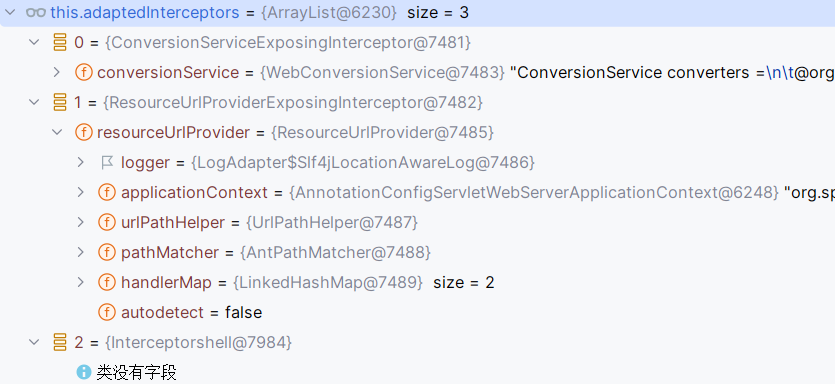 this.adaptedInterceptors = {ArrayList@6230} size = 3
0 = {ConversionServiceExposingInterceptor@7481}
conversionService = {WebConversionService@7483} "ConversionService converters =\n\t@org
1 = {ResourceUrlProviderExposingInterceptor@7482}
resourceUrlProvider = {ResourceUrlProvider@7485}
logger = {LogAdapter$Slf4jLocationAwareLog@7486}
applicationContext = {AnnotationConfigServletWebServerApplicationContext@6248} "org.sp
urlPathHelper = {UrlPathHelper@7487}
pathMatcher = {AntPathMatcher@7488}
handlerMap = {LinkedHashMap@7489} size = 2
autodetect = false
2 = {Interceptorshell@7984}
类没有字段